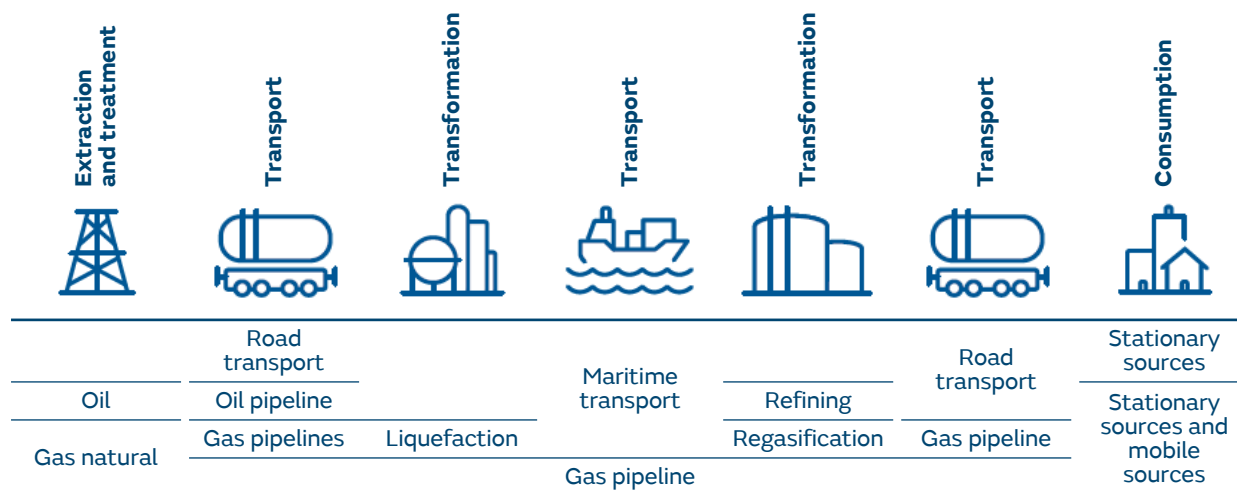 Extraction
and treatment
Transport
Transformation
Transport
Transformation
Transport
Consumption
Road
transport
Maritime
transport
Road
transport
Stationary
sources
Oil
Oil pipeline
Refining
Stationary
sources and
mobile
sources
Gas natural
Gas pipelines
Liquefaction
Regasification
Gas pipeline
Gas pipeline